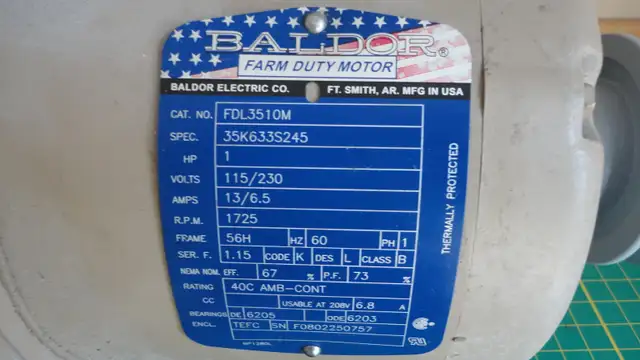 BALDOR®
FARM DUTY MOTOR
BALDOR ELECTRIC CO. FT. SMITH, AR. MFG IN USA
CAT. NO. FDL3510M
SPEC. 35K633S245
HP 1
VOLTS 115/230
AMPS 13/6.5
R.P.M. 1725
FRAME 56H HZ 60 PH 1
SER. F. 1.15 CODE K DES L CLASS B
NEMA NOM. EFF. 67 % P.F. 73 %
RATING 40C AMB-CONT
CC USABLE AT 208V 6.8 A
BEARINGS DE 6205 ODE 6203
ENCL. TEFC SN F0802250757
THERMALLY PROTECTED